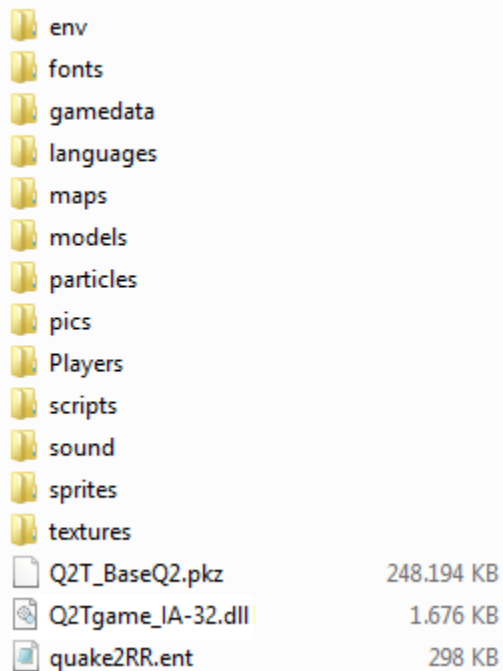 env
fonts
gamedata
languages
maps
models
particles
pics
Players
scripts
sound
sprites
textures
Q2T_BaseQ2.pkz 248.194 KB
Q2Tgame_IA-32.dll 1.676 KB
quake2RR.ent 298 KB